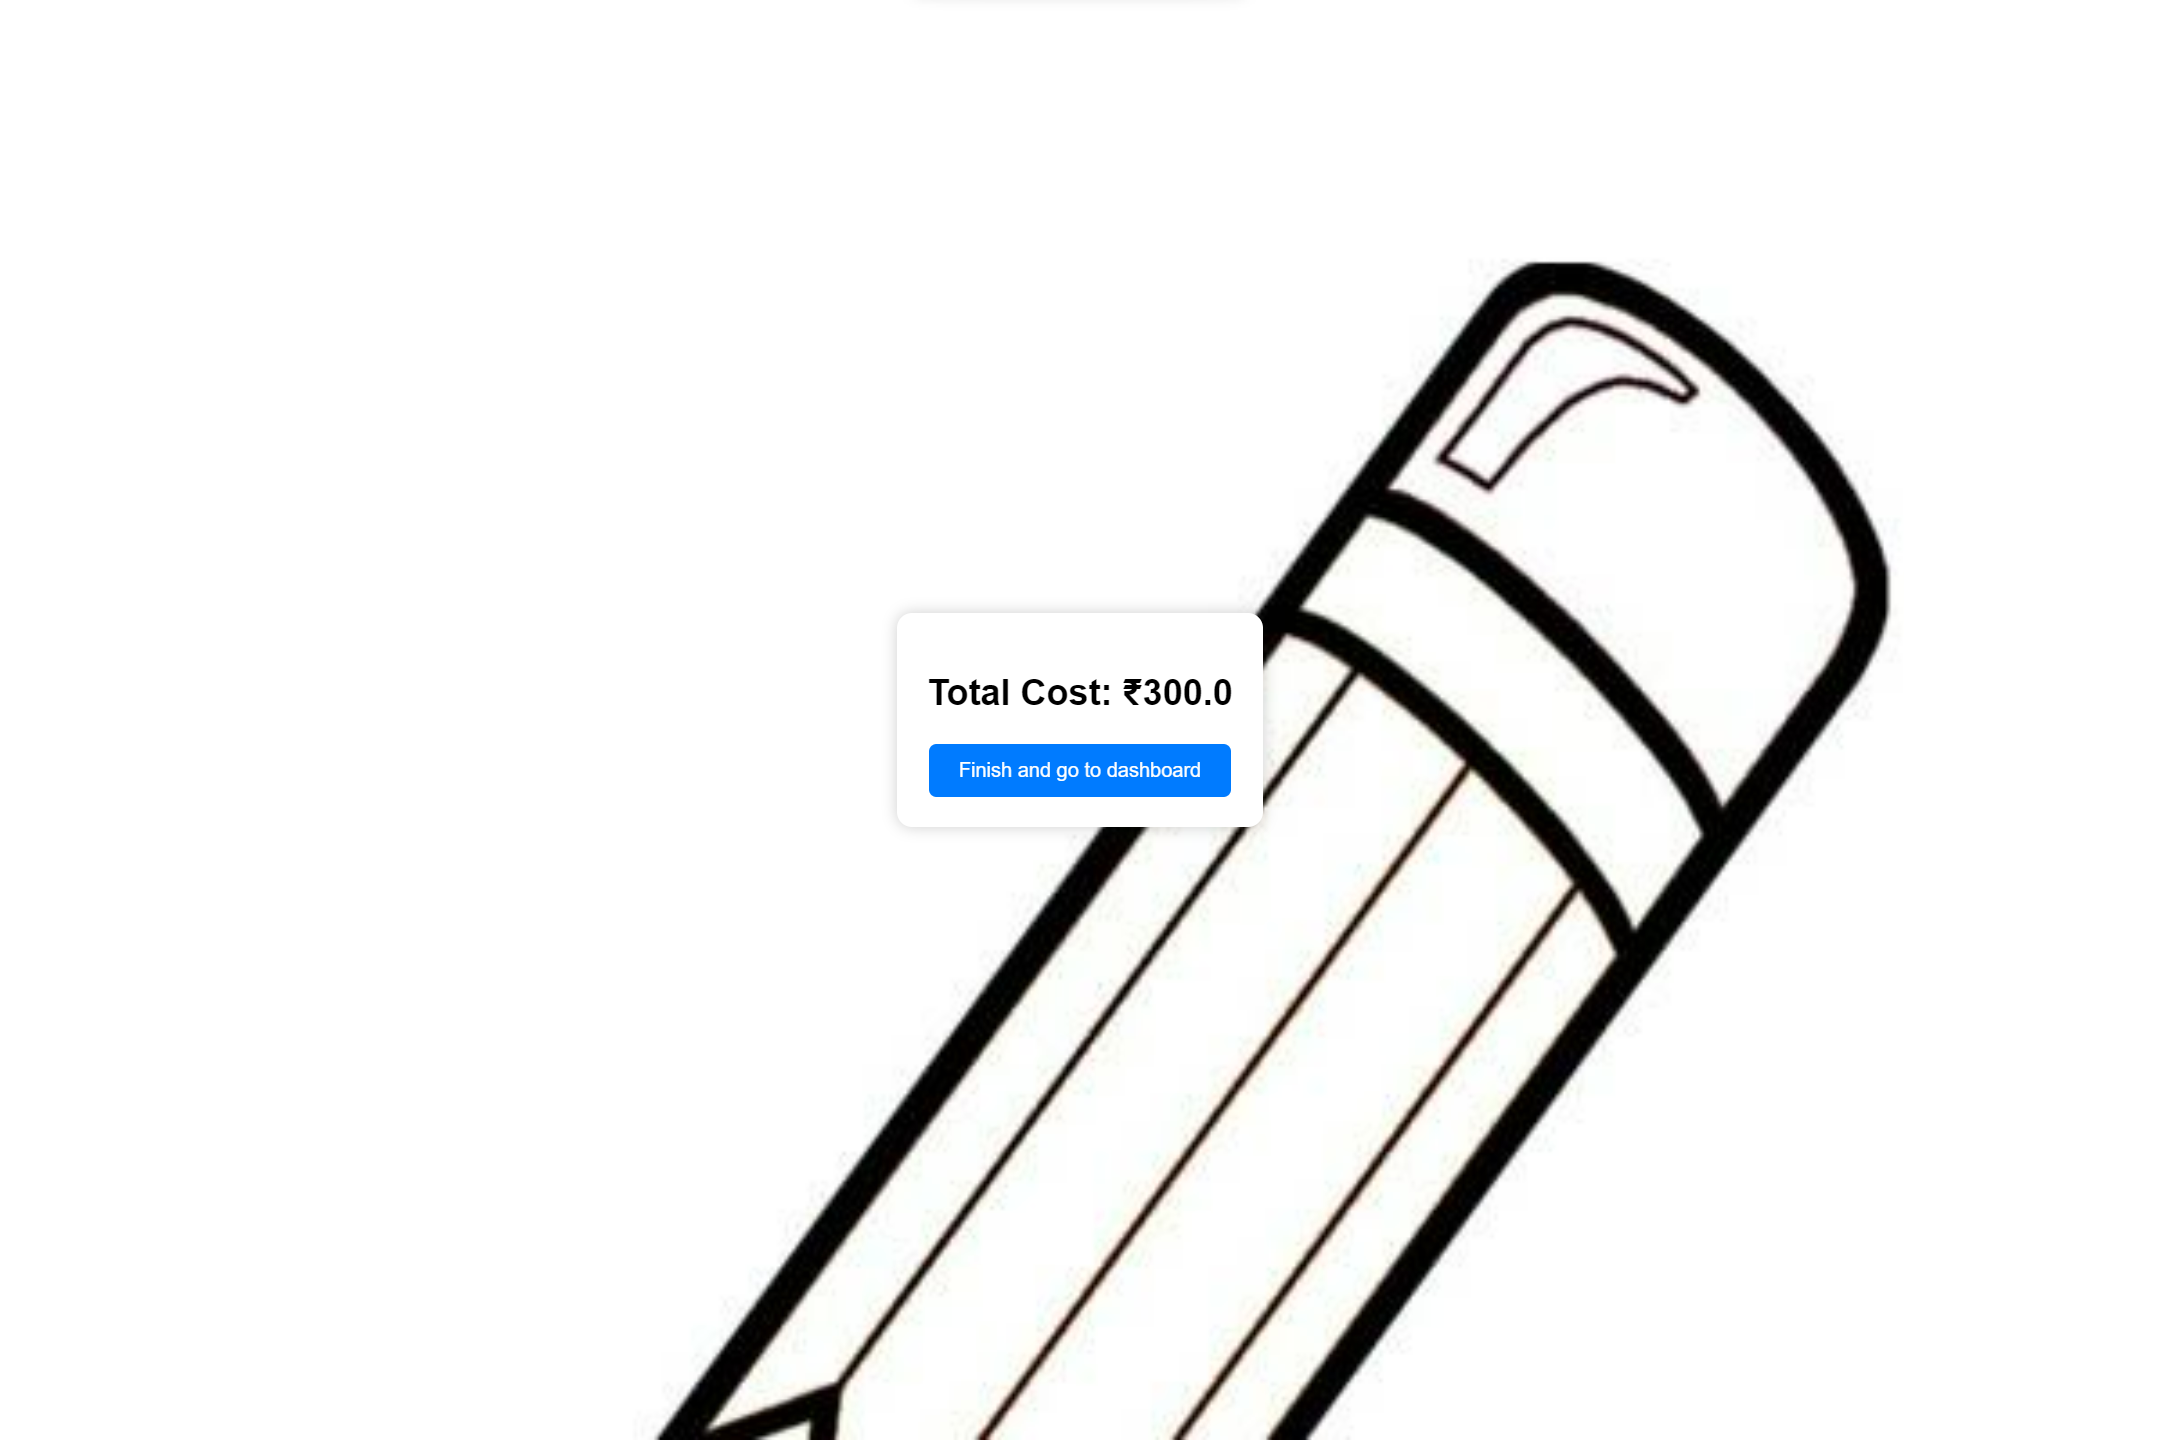 Total Cost: ₹300.0
Finish and go to dashboard